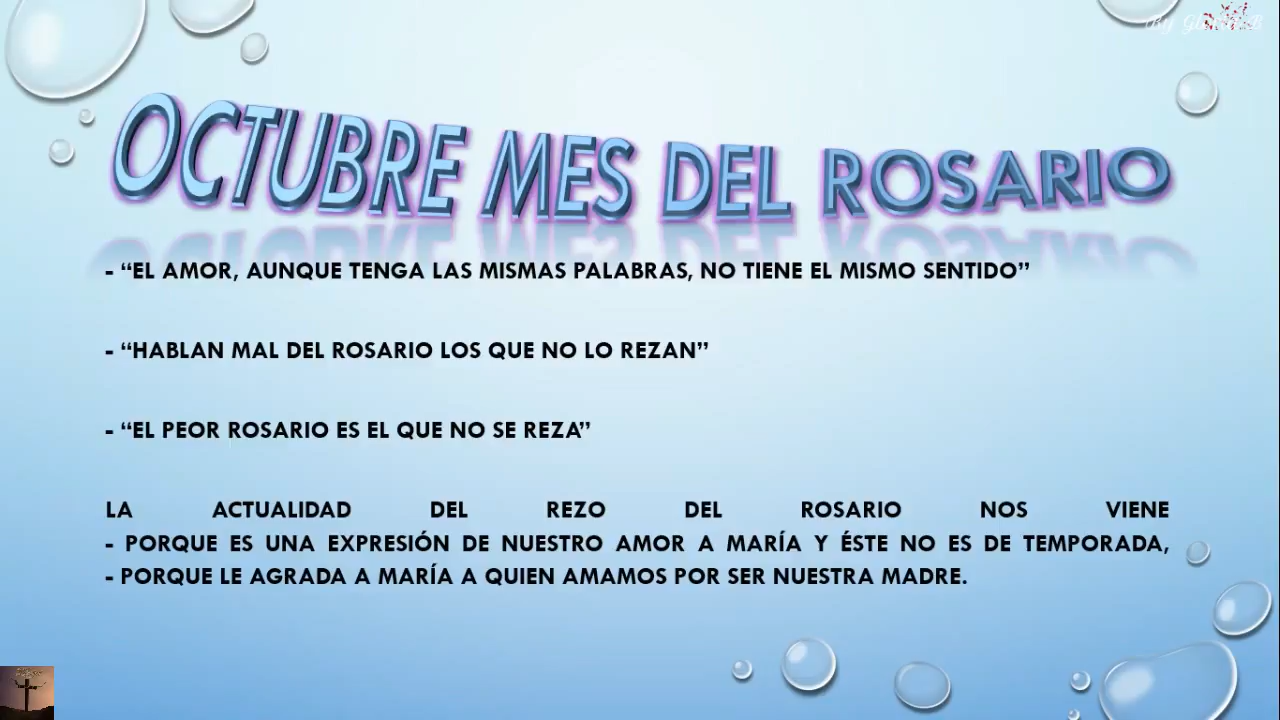 OCTUBRE MES DEL ROSARIO
- “EL AMOR, AUNQUE TENGA LAS MISMAS PALABRAS, NO TIENE EL MISMO SENTIDO”
- “HABLAN MAL DEL ROSARIO LOS QUE NO LO REZAN”
- “EL PEOR ROSARIO ES EL QUE NO SE REZA”
LA ACTUALIDAD DEL REZO DEL ROSARIO NOS VIENE
- PORQUE ES UNA EXPRESIÓN DE NUESTRO AMOR A MARÍA Y ÉSTE NO ES DE TEMPORADA,
- PORQUE LE AGRADA A MARÍA A QUIEN AMAMOS POR SER NUESTRA MADRE.
By